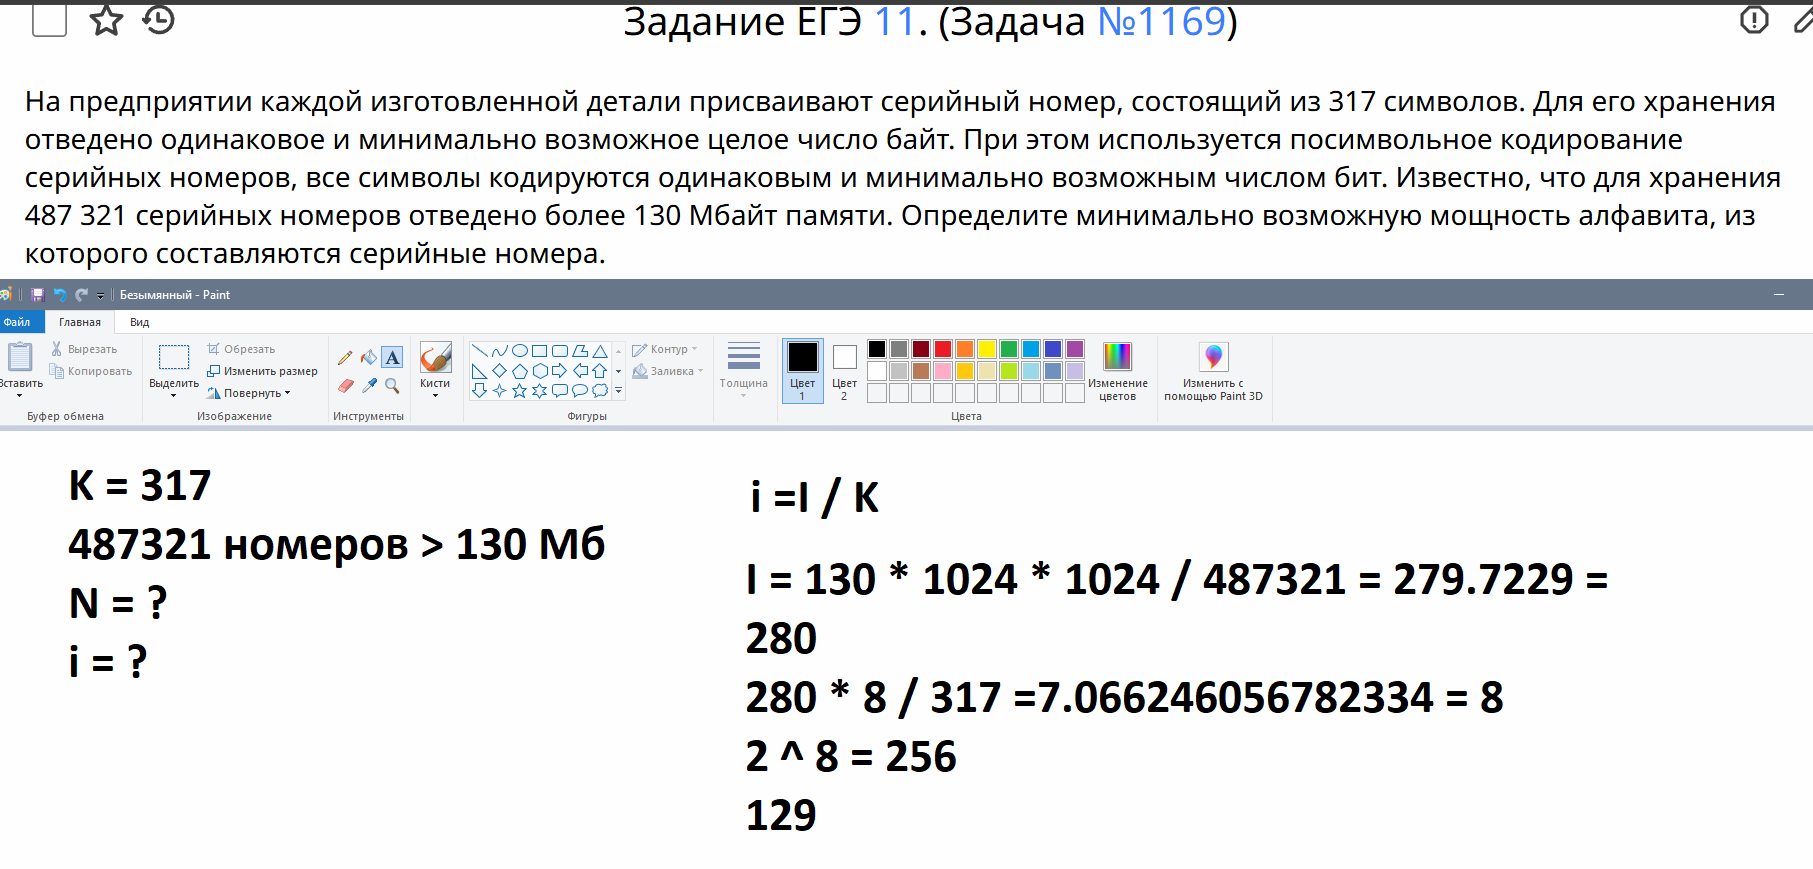 Задание ЕГЭ 11. (Задача №1169)
На предприятии каждой изготовленной детали присваивают серийный номер, состоящий из 317 символов. Для его хранения
отведено одинаковое и минимально возможное целое число байт. При этом используется посимвольное кодирование
серийных номеров, все символы кодируются одинаковым и минимально возможным числом бит. Известно, что для хранения
487 321 серийных номеров отведено более 130 Мбайт памяти. Определите минимально возможную мощность алфавита, из
которого составляются серийные номера.
Безымянный - Paint
Файл Главная Вид
Вставить
Вырезать
Копировать
Буфер обмена
Выделить
Обрезать
Изменить размер
Повернуть
Изображение
A
Инструменты
Кисти
Контур
Заливка
Фигуры
Толщина
Цвет
1
Цвет
2
Изменение
цветов
Цвета
Изменить с
помощью Paint 3D
K = 317
487321 номеров > 130 Мб
N = ?
i = ?
i =I / K
I = 130 * 1024 * 1024 / 487321 = 279.7229 =
280
280 * 8 / 317 =7.066246056782334 = 8
2 ^ 8 = 256
129